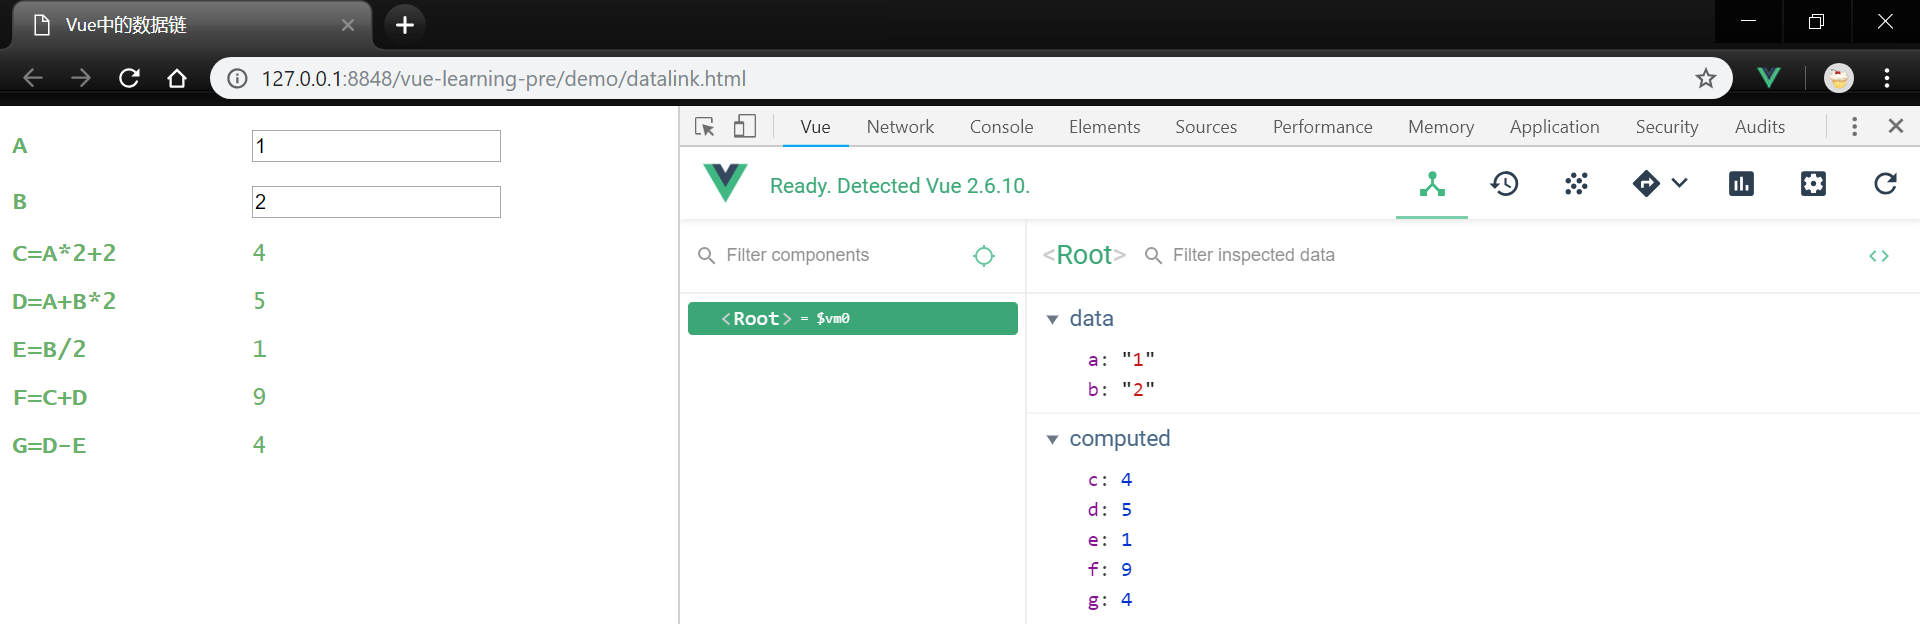 Vue中的数据链
127.0.0.1:8848/vue-learning-pre/demo/datalink.html
A 1
B 2
C=A*2+2 4
D=A+B*2 5
E=B/2 1
F=C+D 9
G=D-E 4
Vue Network Console Elements Sources Performance Memory Application Security Audits
Ready. Detected Vue 2.6.10.
Filter components
<Root> Filter inspected data
<Root> = $vm0
data
a: "1"
b: "2"
computed
c: 4
d: 5
e: 1
f: 9
g: 4